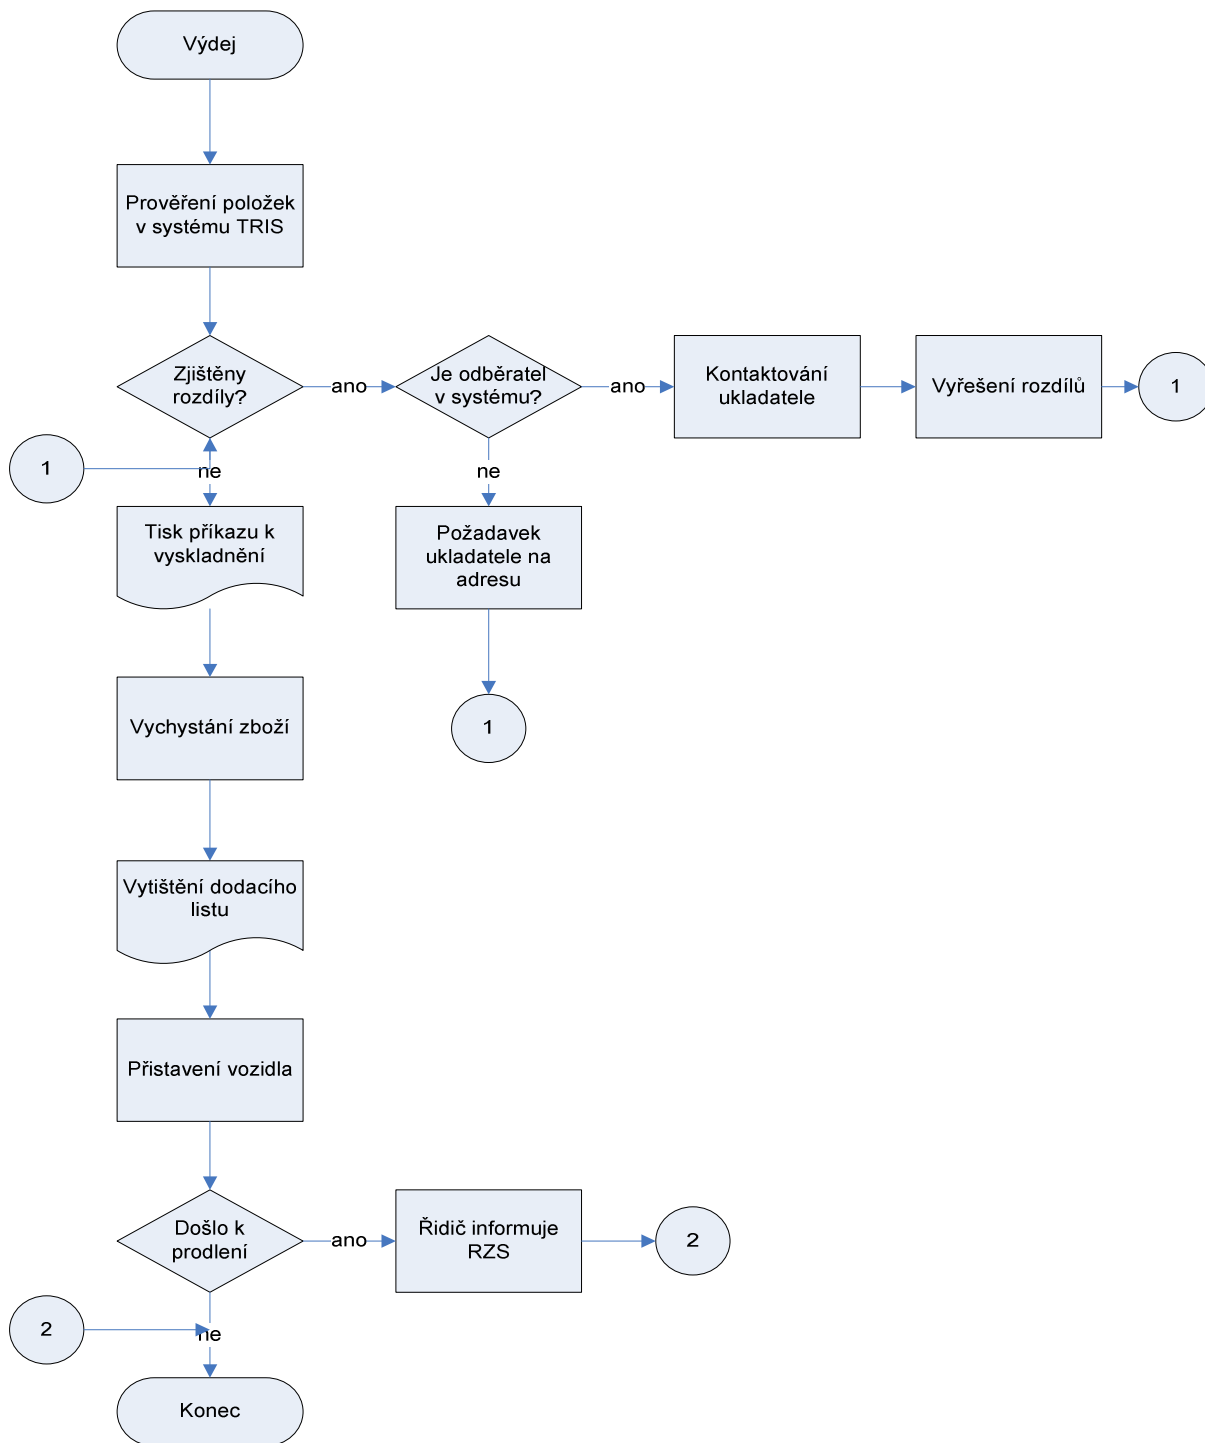 Výdej
Prověření položek
v systému TRIS
Zjištěny
rozdíly?
ano
Je odběratel
v systému?
ano
Kontaktování
ukladatele
Vyřešení rozdílů
1
1
ne
ne
Tisk příkazu k
vyskladnění
Požadavek
ukladatele na
adresu
Vychystání zboží
1
Vytištění dodacího
listu
Přistavení vozidla
Došlo k
prodlení
ano
Řidič informuje
RZS
2
2
ne
Konec